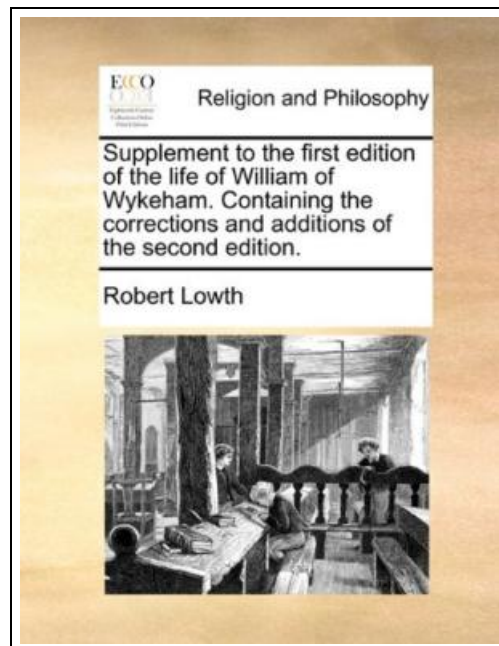 ECCO
Religion and Philosophy
Supplement to the first edition
of the life of William of
Wykeham. Containing the
corrections and additions of
the second edition.
Robert Lowth